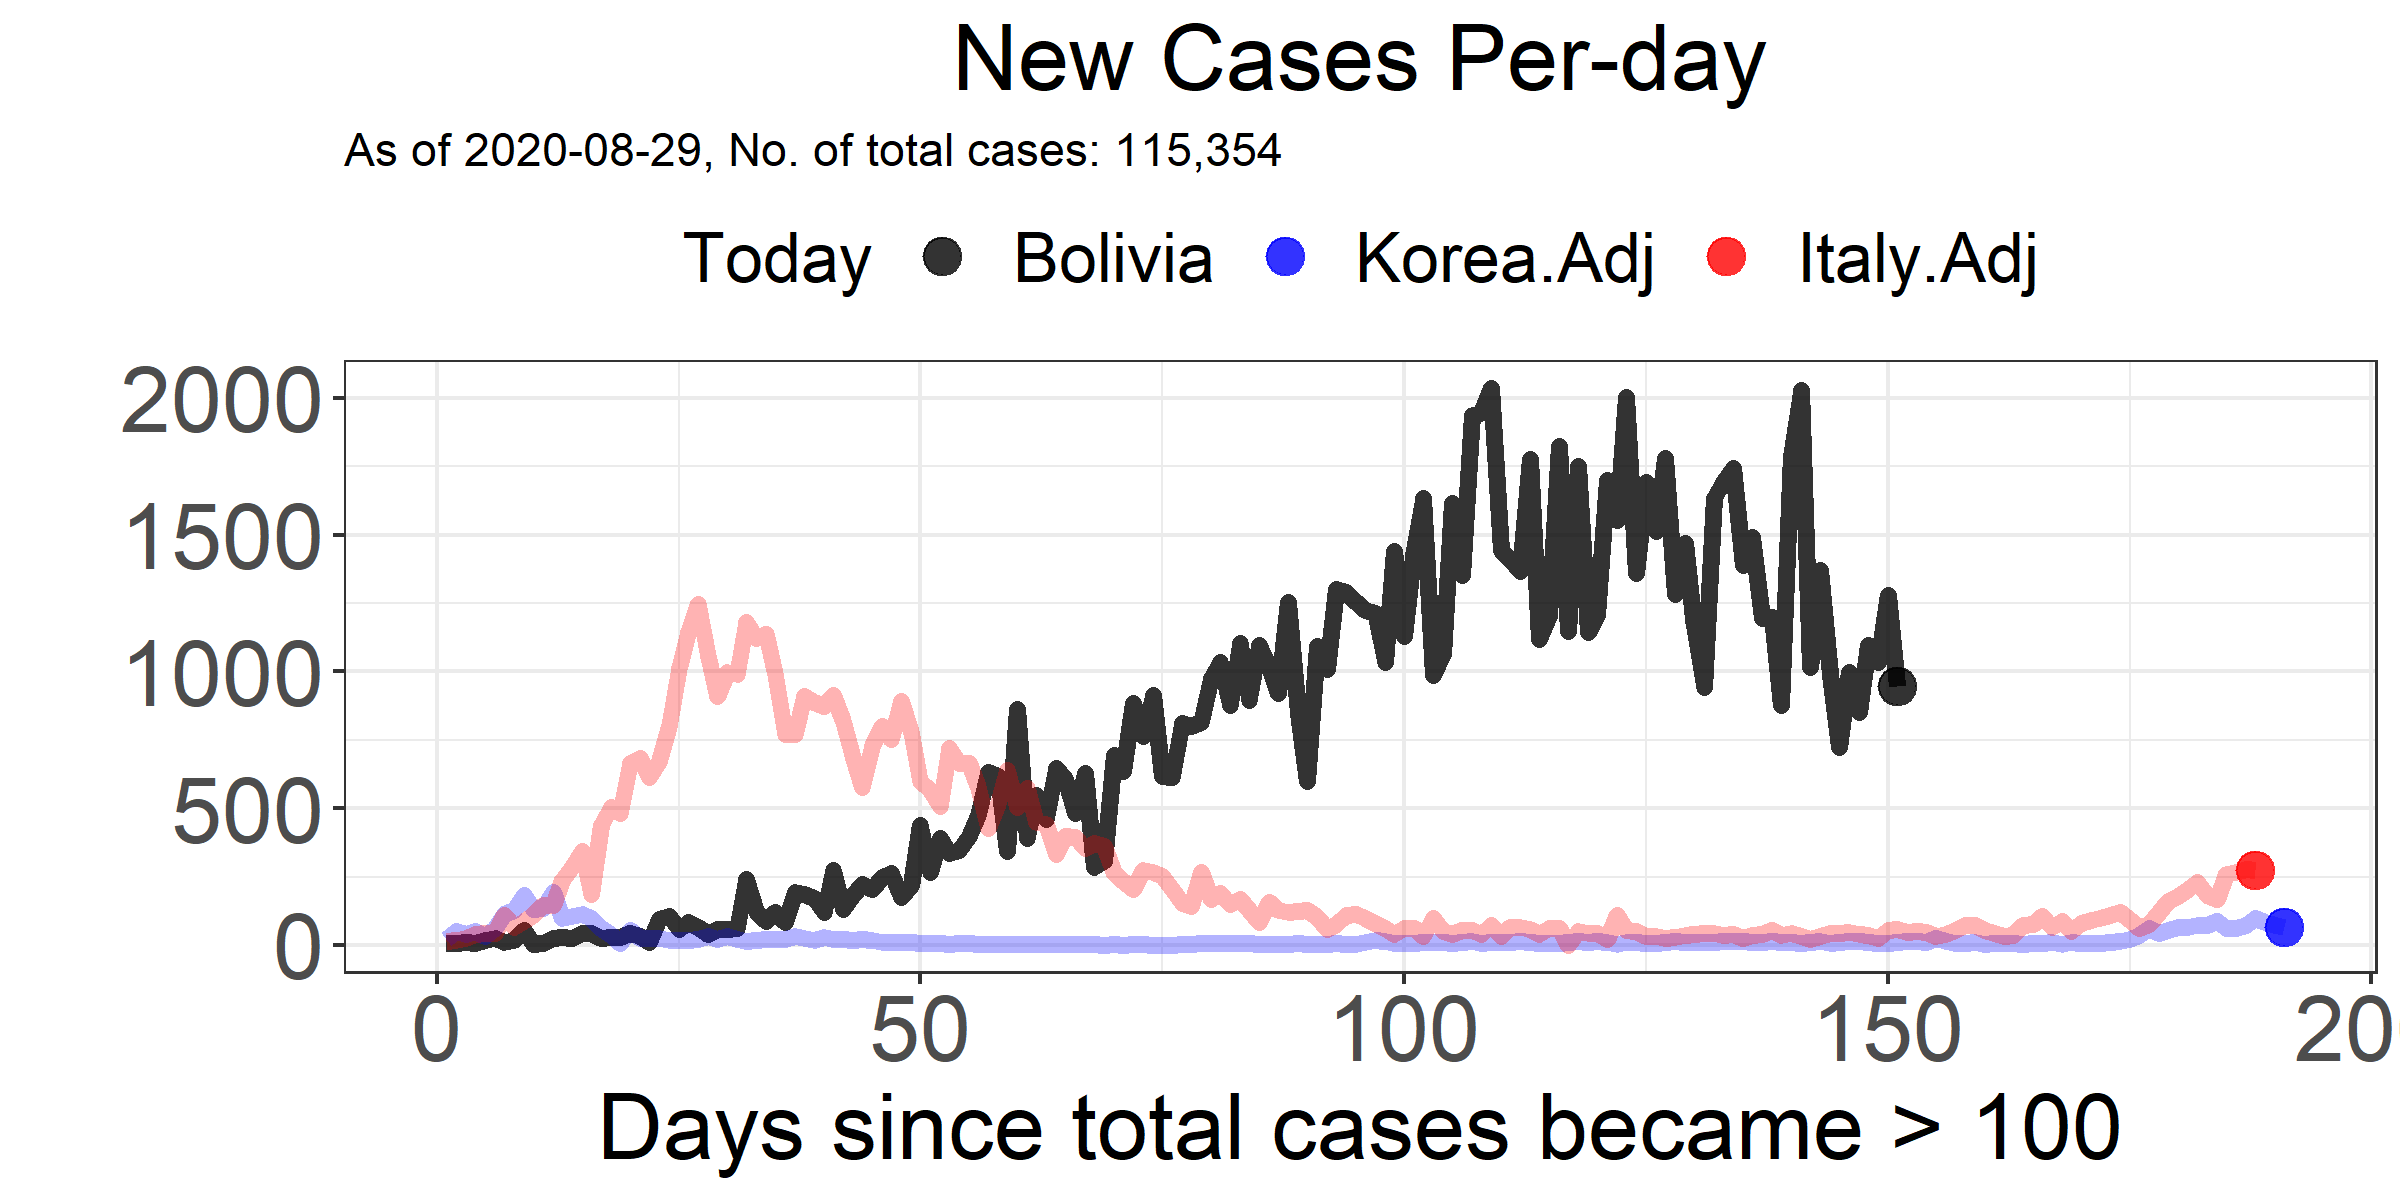 New Cases Per-day
As of 2020-08-29, No. of total cases: 115,354
Today Bolivia Korea.Adj Italy.Adj
2000
1500
1000
500
0
0 50 100 150 20
Days since total cases became > 100